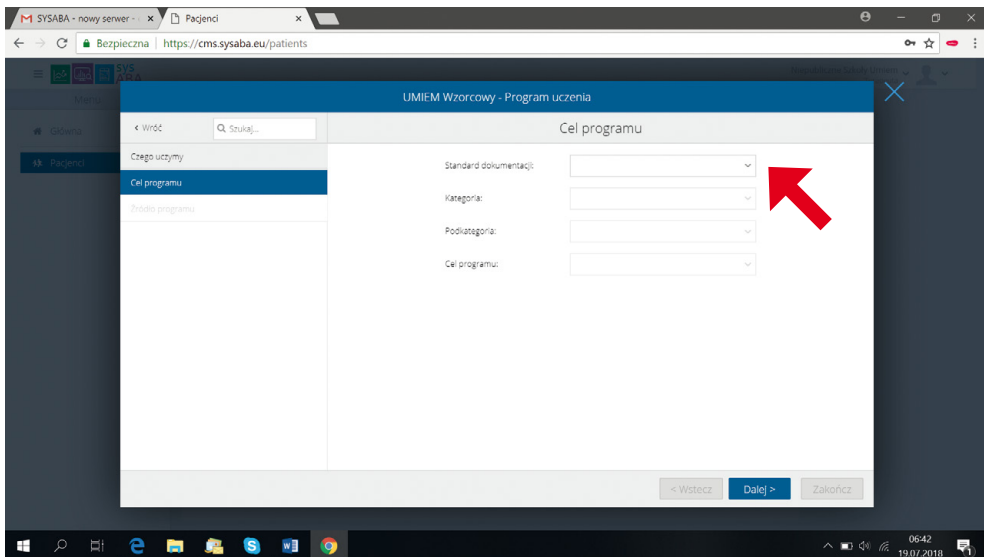 SYSABA - nowy serwer -
Pacjenci
Bezpieczna
https://cms.sysaba.eu/patients
SYS
ABA
Menu
UMIEM Wzorcowy - Program uczenia
Główna
Pacjenci
Wróć
Szukaj...
Cel programu
Czego uczymy
Cel programu
Źródło programu
Standard dokumentacji:
Kategoria:
Podkategoria:
Cel programu:
< Wstecz
Dalej >
Zakończ
06:42
19.07.2018